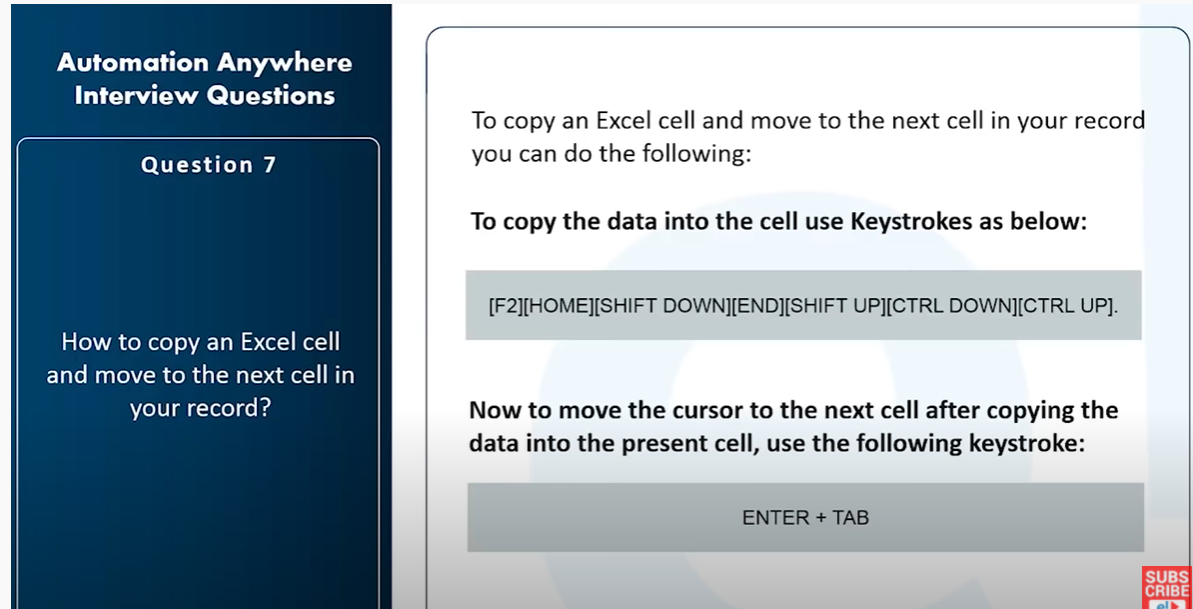 Automation Anywhere
Interview Questions
Question 7
How to copy an Excel cell
and move to the next cell in
your record?
To copy an Excel cell and move to the next cell in your record
you can do the following:
To copy the data into the cell use Keystrokes as below:
[F2][HOME][SHIFT DOWN][END][SHIFT UP][CTRL DOWN][CTRL UP].
Now to move the cursor to the next cell after copying the
data into the present cell, use the following keystroke:
ENTER + TAB
SUBS
CRIBE